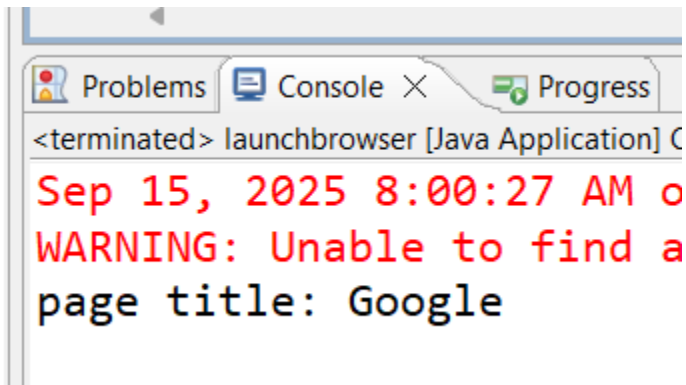 Problems Console Progress
<terminated> launchbrowser [Java Application]
Sep 15, 2025 8:00:27 AM
WARNING: Unable to find
page title: Google